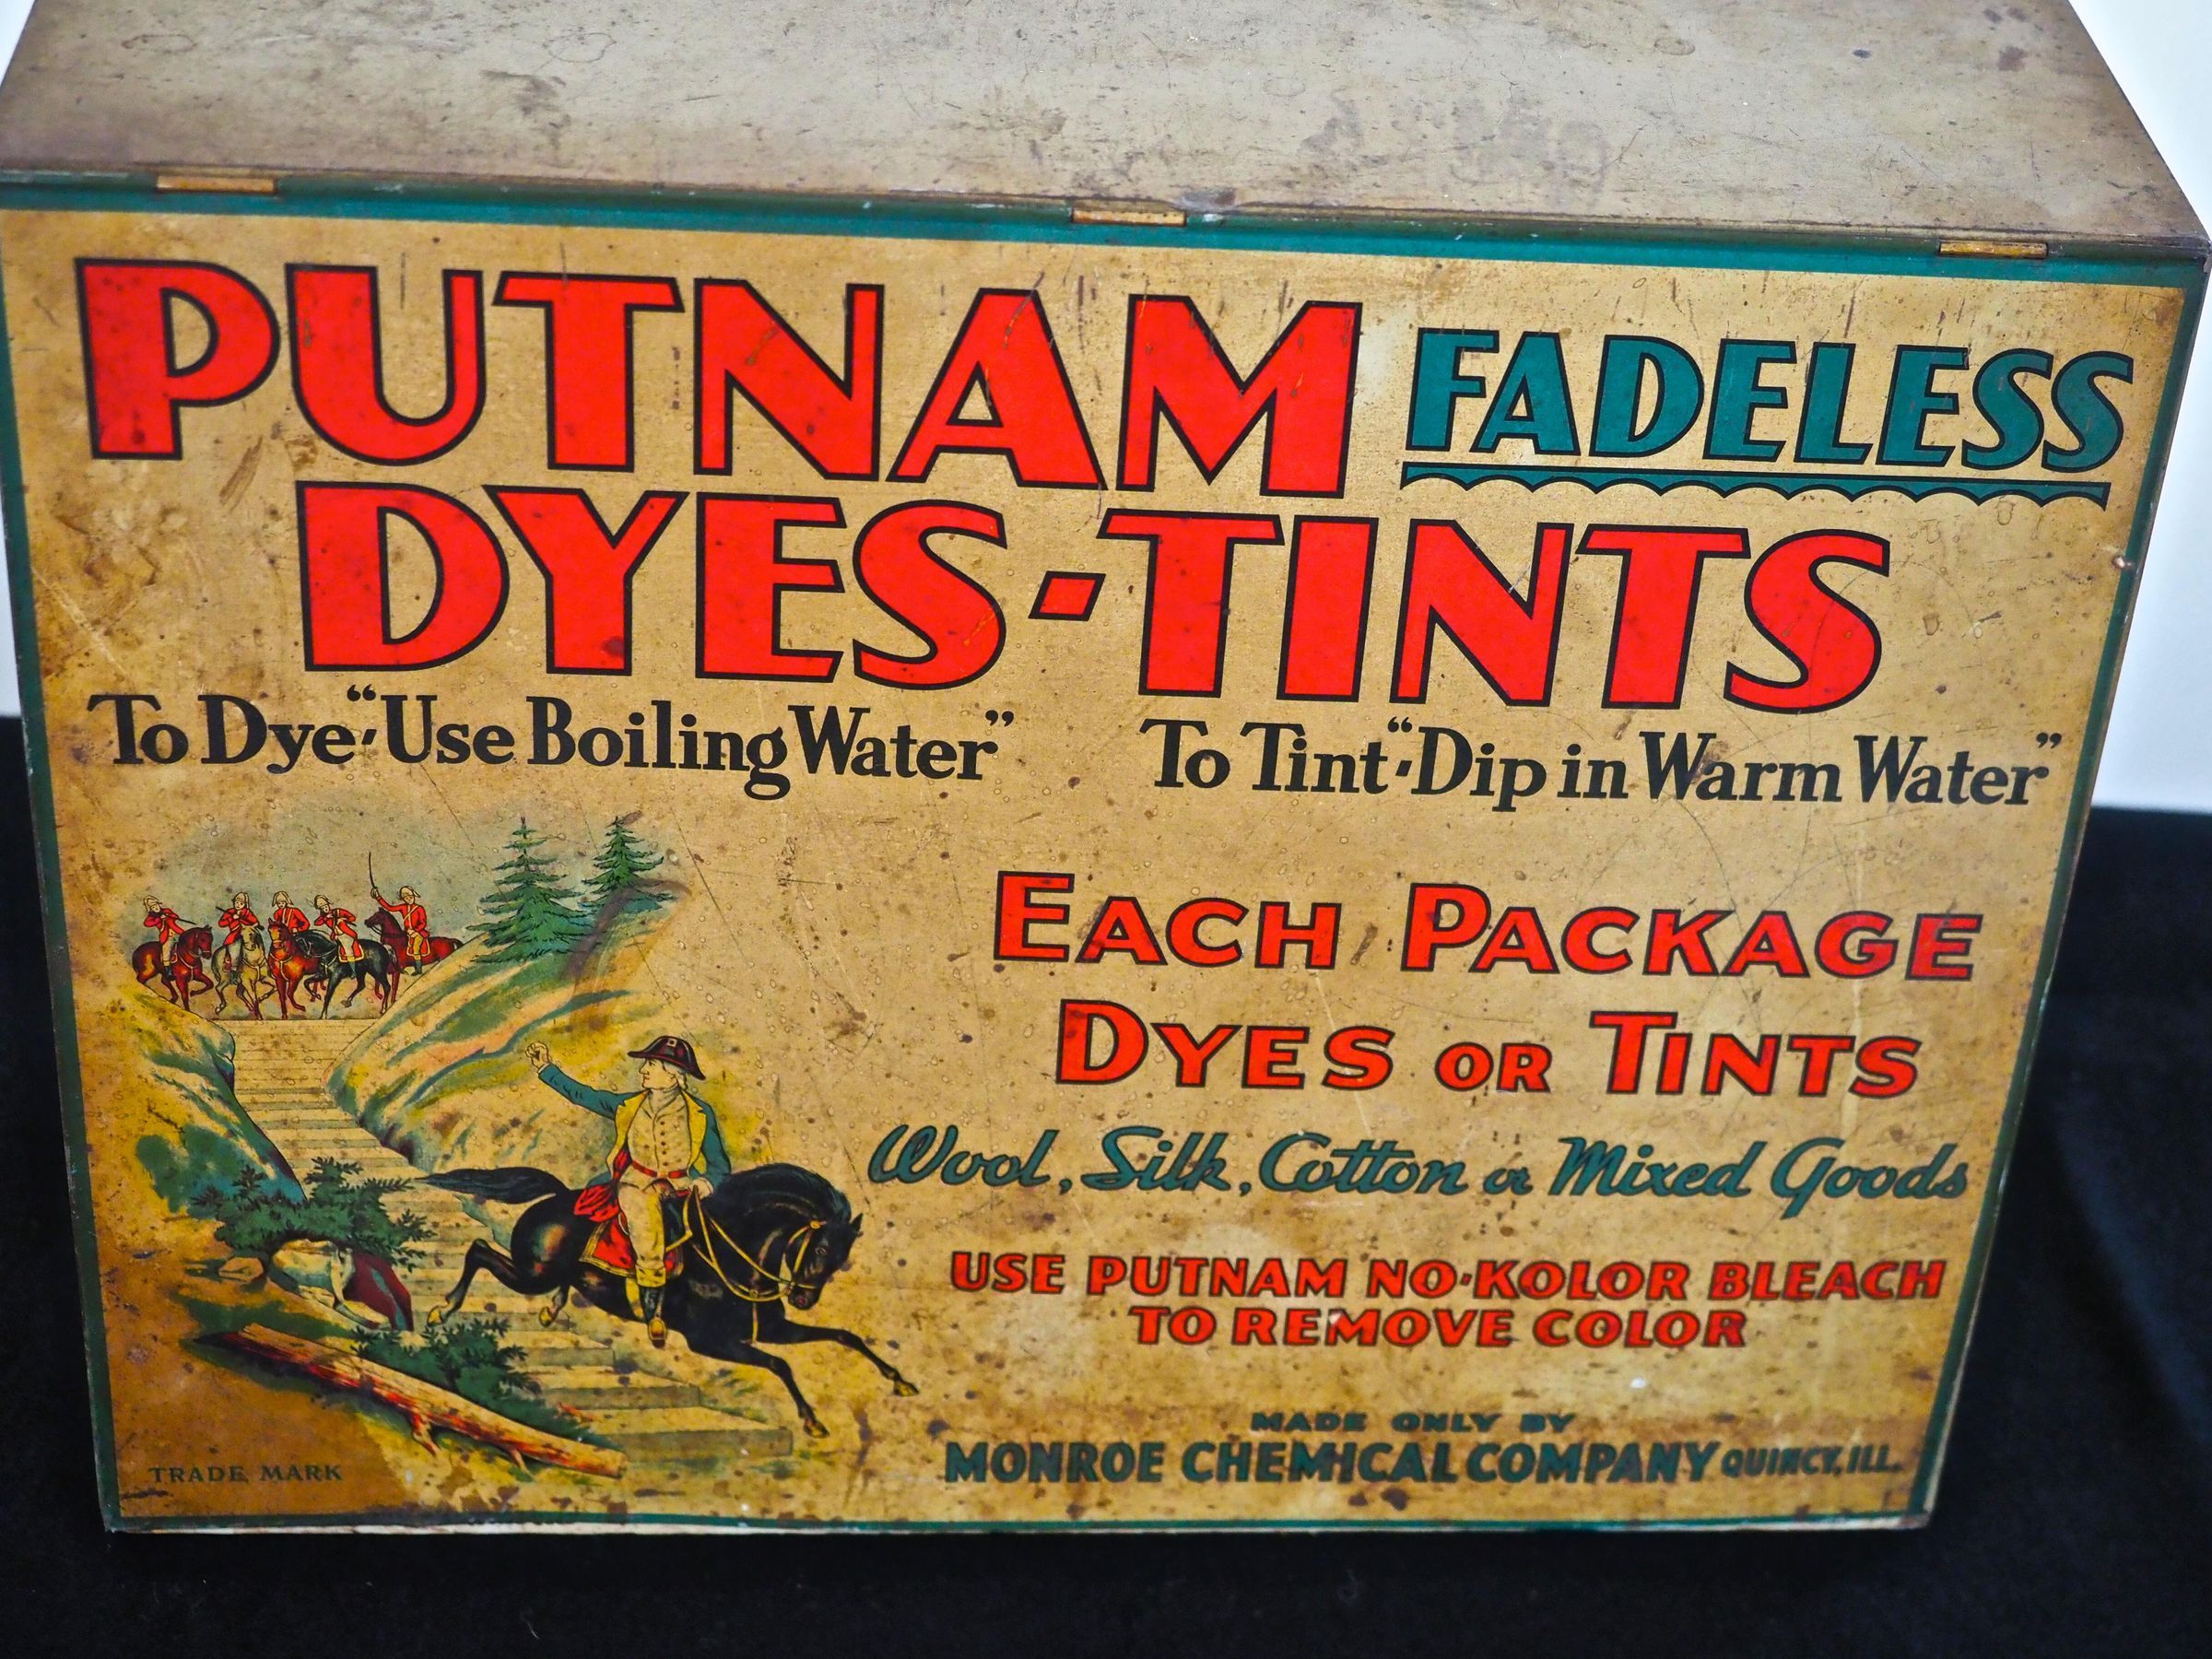 PUTNAM FADELESS
DYES-TINTS
To Dye-"Use Boiling Water" To Tint-"Dip in Warm Water"
EACH PACKAGE
DYES OR TINTS
Wool, Silk, Cotton or Mixed Goods
USE PUTNAM NO-KOLOR BLEACH
TO REMOVE COLOR
MADE ONLY BY
MONROE CHEMICAL COMPANY QUINCY, ILL.
TRADE MARK